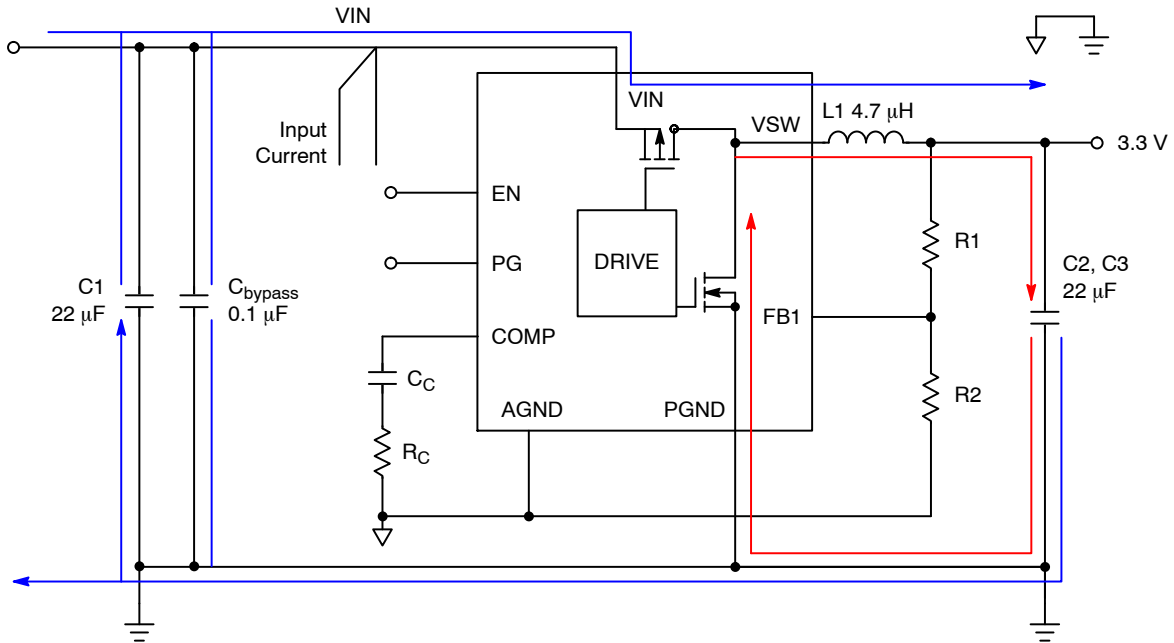 VIN
VIN
L1 4.7 μH
VSW
3.3 V
Input
Current
EN
DRIVE
R1
PG
C1
22 μF
Cbypass
0.1 μF
C2, C3
22 μF
FB1
COMP
CC
R2
AGND
PGND
RC